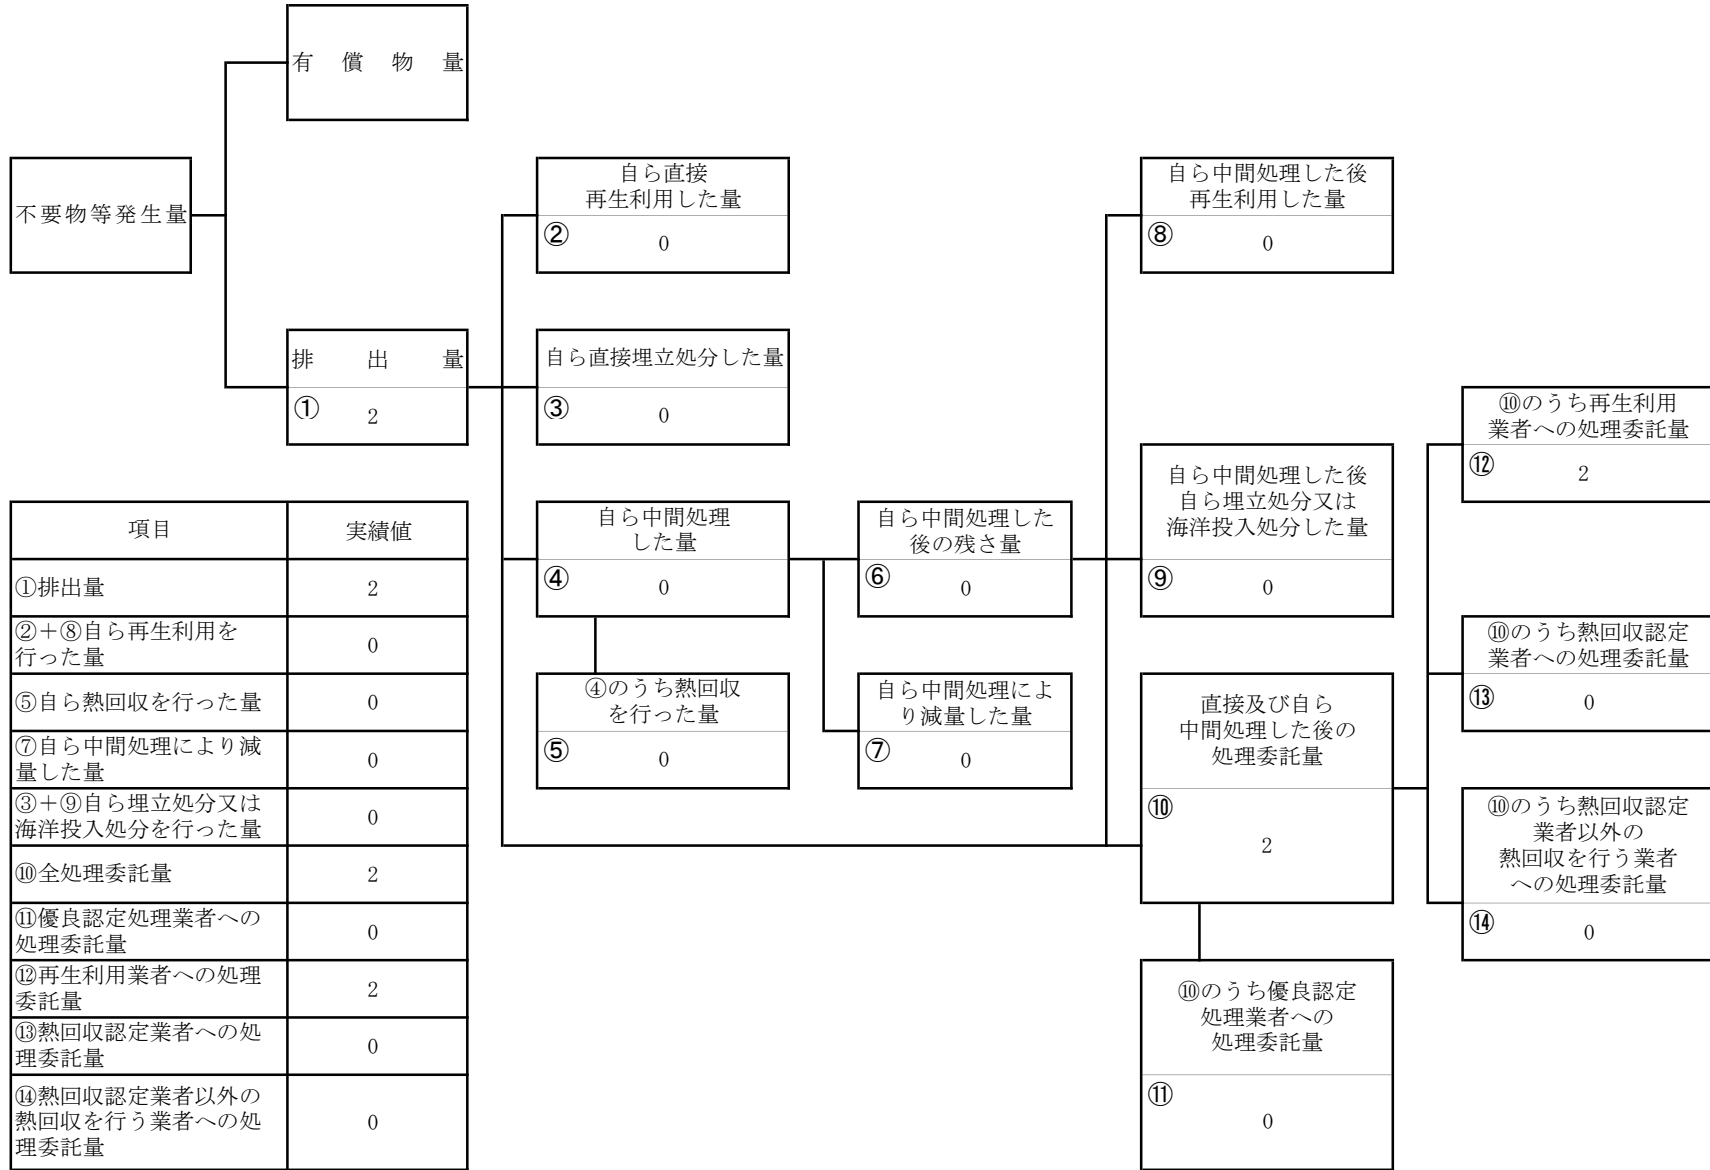 有償物量
不要物等発生量
自ら直接
再生利用した量
②
0
自ら中間処理した後
再生利用した量
⑧
0
排出量
①
2
自ら直接埋立処分した量
③
0
⑩のうち再生利用
業者への処理委託量
⑫
2
自ら中間処理した後
自ら埋立処分又は
海洋投入処分した量
⑨
0
自ら中間処理
した量
④
0
自ら中間処理した
後の残さ量
⑥
0
⑩のうち熱回収認定
業者への処理委託量
⑬
0
④のうち熱回収
を行った量
⑤
0
自ら中間処理によ
り減量した量
⑦
0
直接及び自ら
中間処理した後の
処理委託量
⑩
2
⑩のうち熱回収認定
業者以外の
熱回収を行う業者
への処理委託量
⑭
0
⑩のうち優良認定
処理業者への
処理委託量
⑪
0
項目 実績値
①排出量 2
②+⑧自ら再生利用を
行った量 0
⑤自ら熱回収を行った量 0
⑦自ら中間処理により減
量した量 0
③+⑨自ら埋立処分又は
海洋投入処分を行った量 0
⑩全処理委託量 2
⑪優良認定処理業者への
処理委託量 0
⑫再生利用業者への処理
委託量 2
⑬熱回収認定業者への処
理委託量 0
⑭熱回収認定業者以外の
熱回収を行う業者への処
理委託量 0